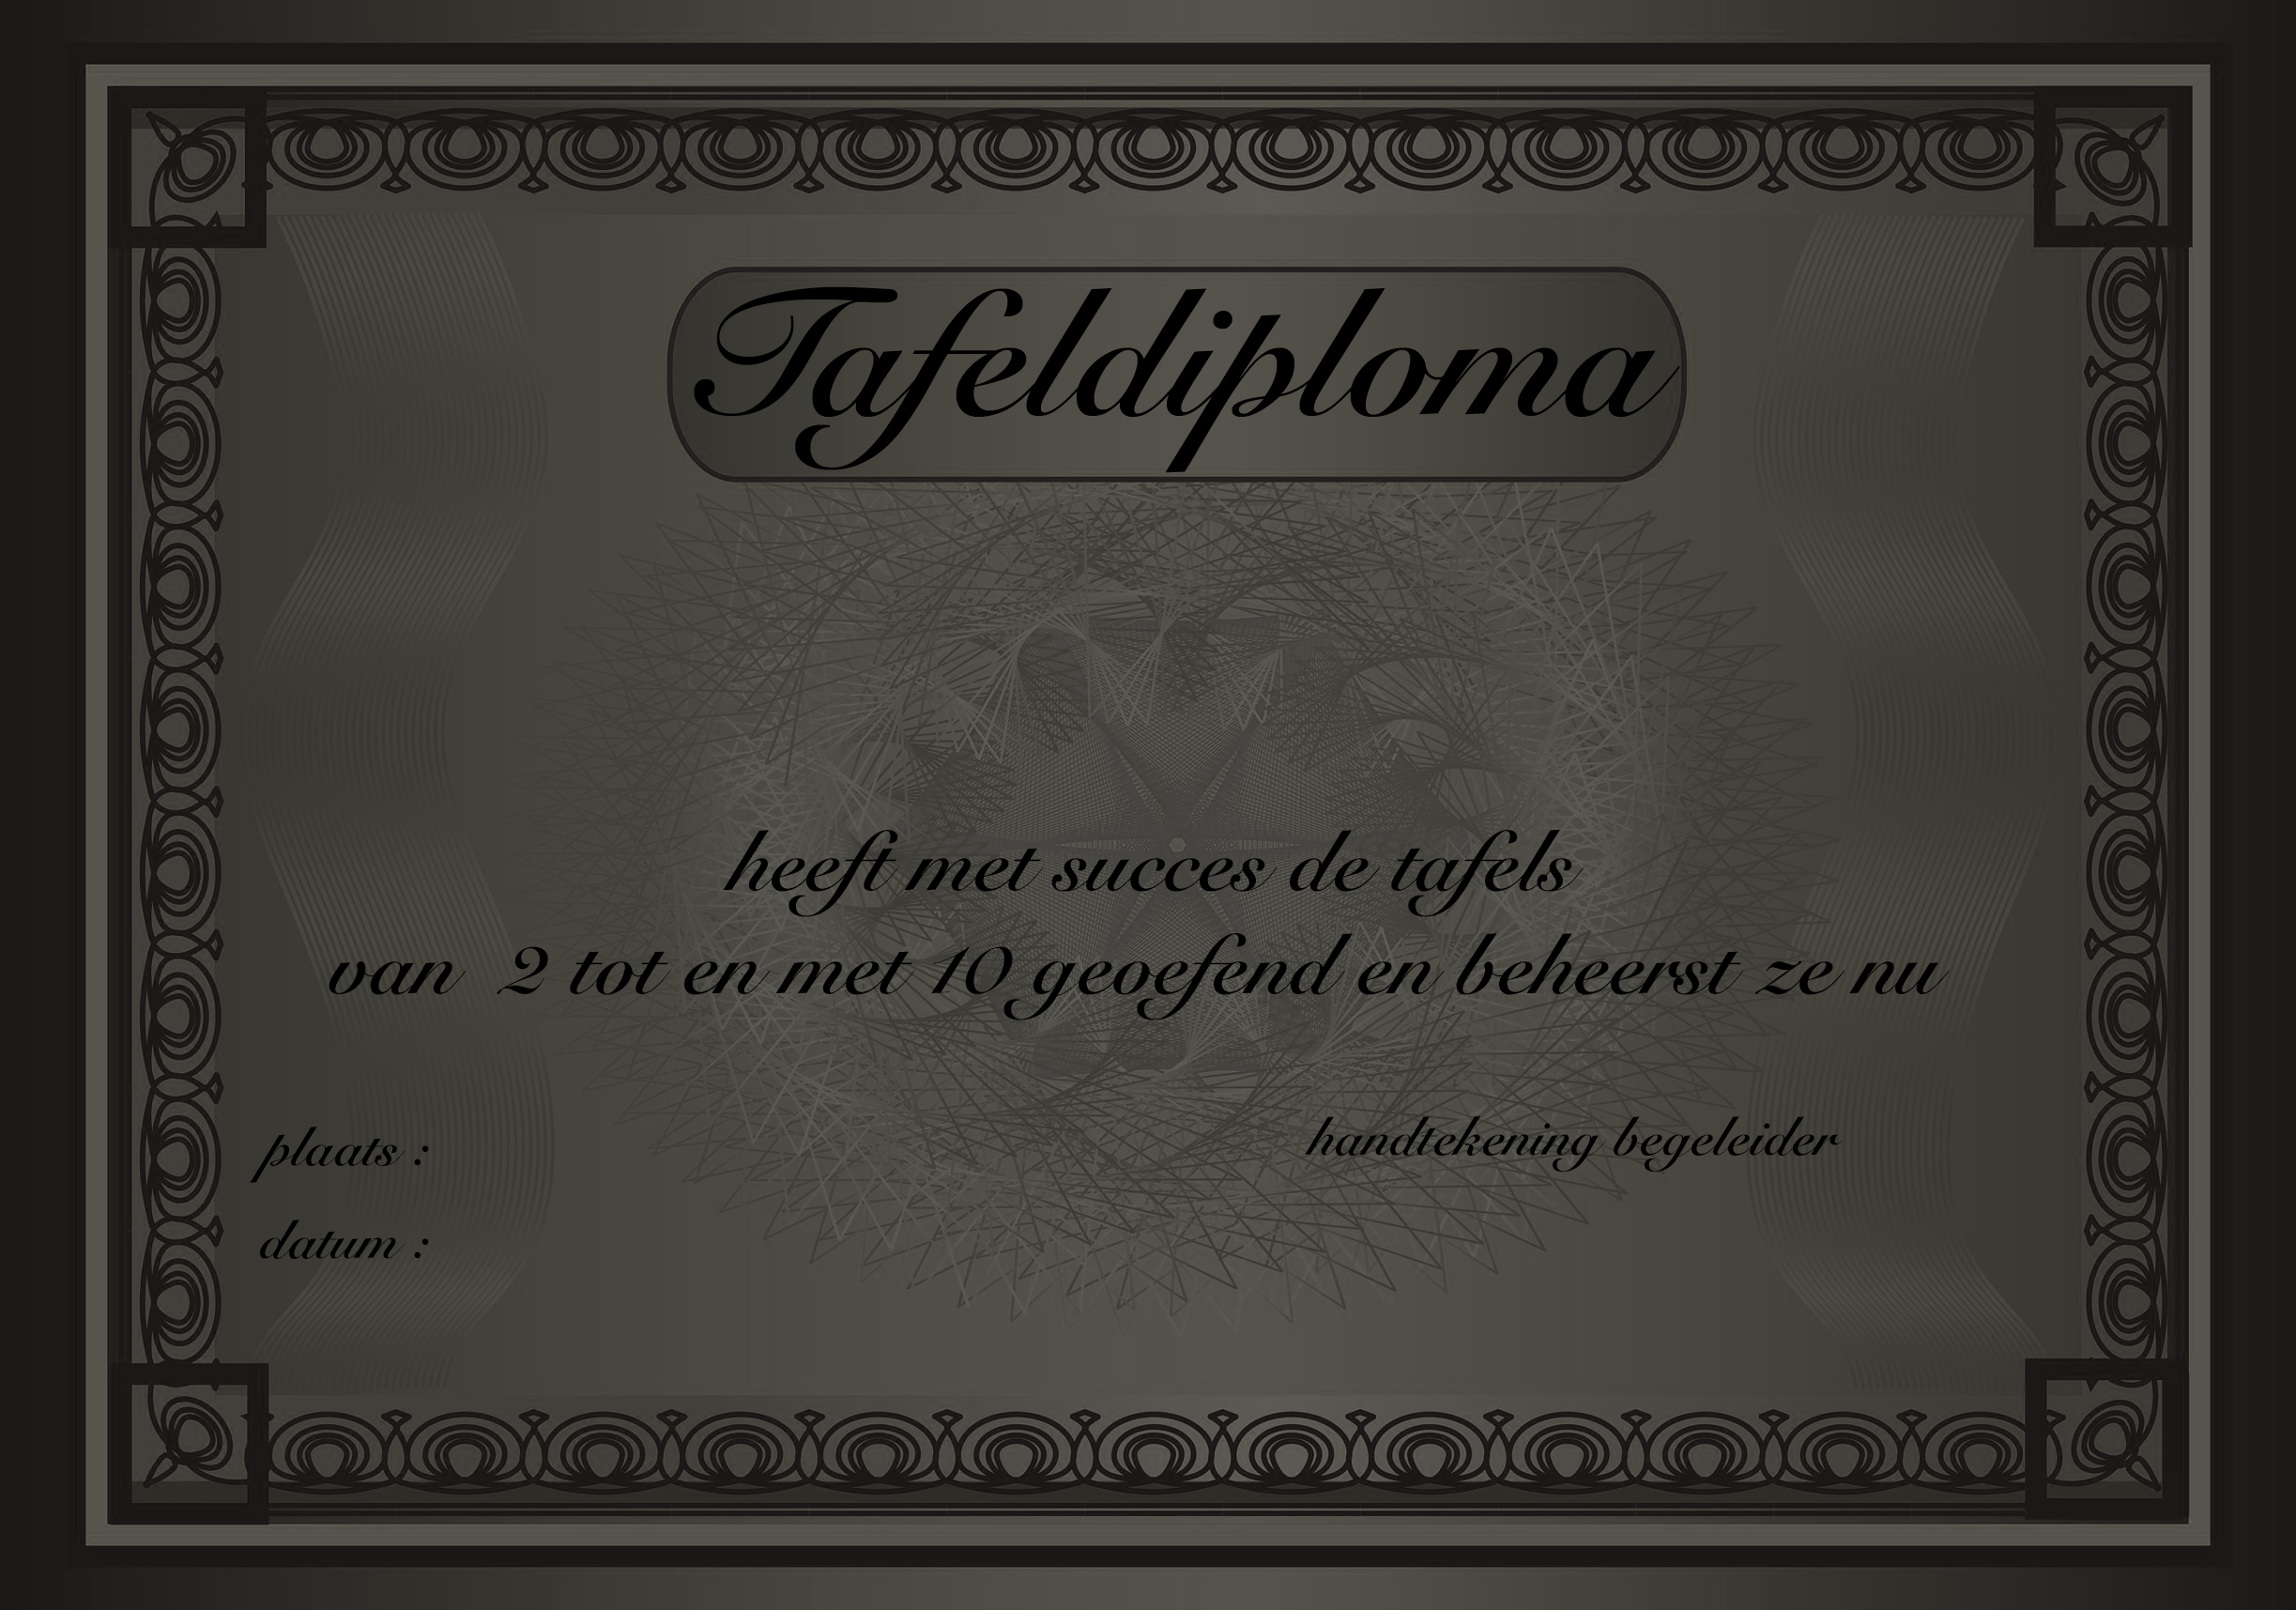 Tafeldiploma
heeft met succes de tafels
van 2 tot en met 10 geoefend en beheerst ze nu
plaats :
handtekening begeleider
datum :